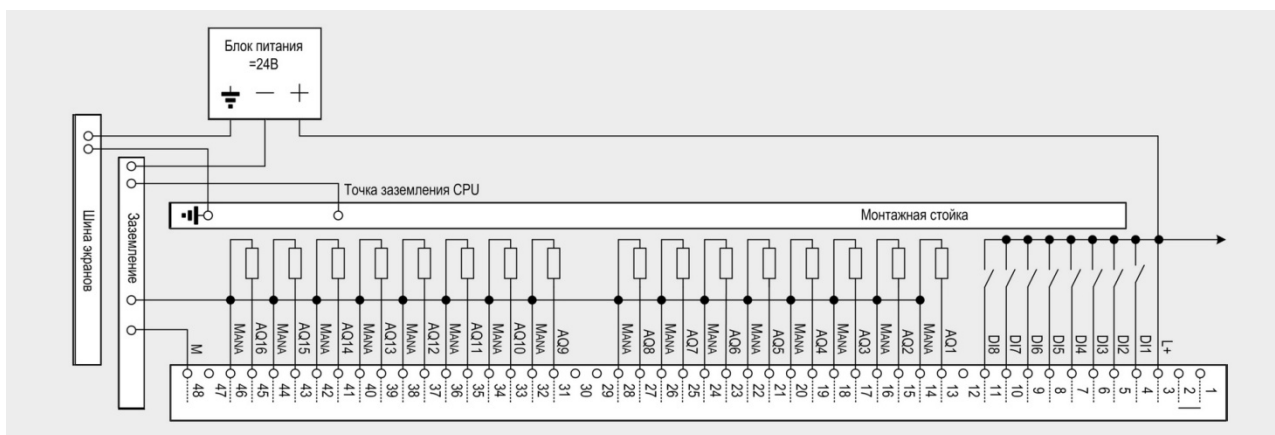 Блок питания
=24В
Точка заземления CPU
Монтажная стойка
Шина экранов
Заземление
M
MANA
AQ16
MANA
AQ15
MANA
AQ14
MANA
AQ13
MANA
AQ12
MANA
AQ11
MANA
AQ10
MANA
AQ9
MANA
AQ8
MANA
AQ7
MANA
AQ6
MANA
AQ5
MANA
AQ4
MANA
AQ3
MANA
AQ2
MANA
AQ1
DI8
DI7
DI6
DI5
DI4
DI3
DI2
DI1
L+
48
47
46
45
44
43
42
41
40
39
38
37
36
35
34
33
32
31
30
29
28
27
26
25
24
23
22
21
20
19
18
17
16
15
14
13
12
11
10
9
8
7
6
5
4
3
2
1